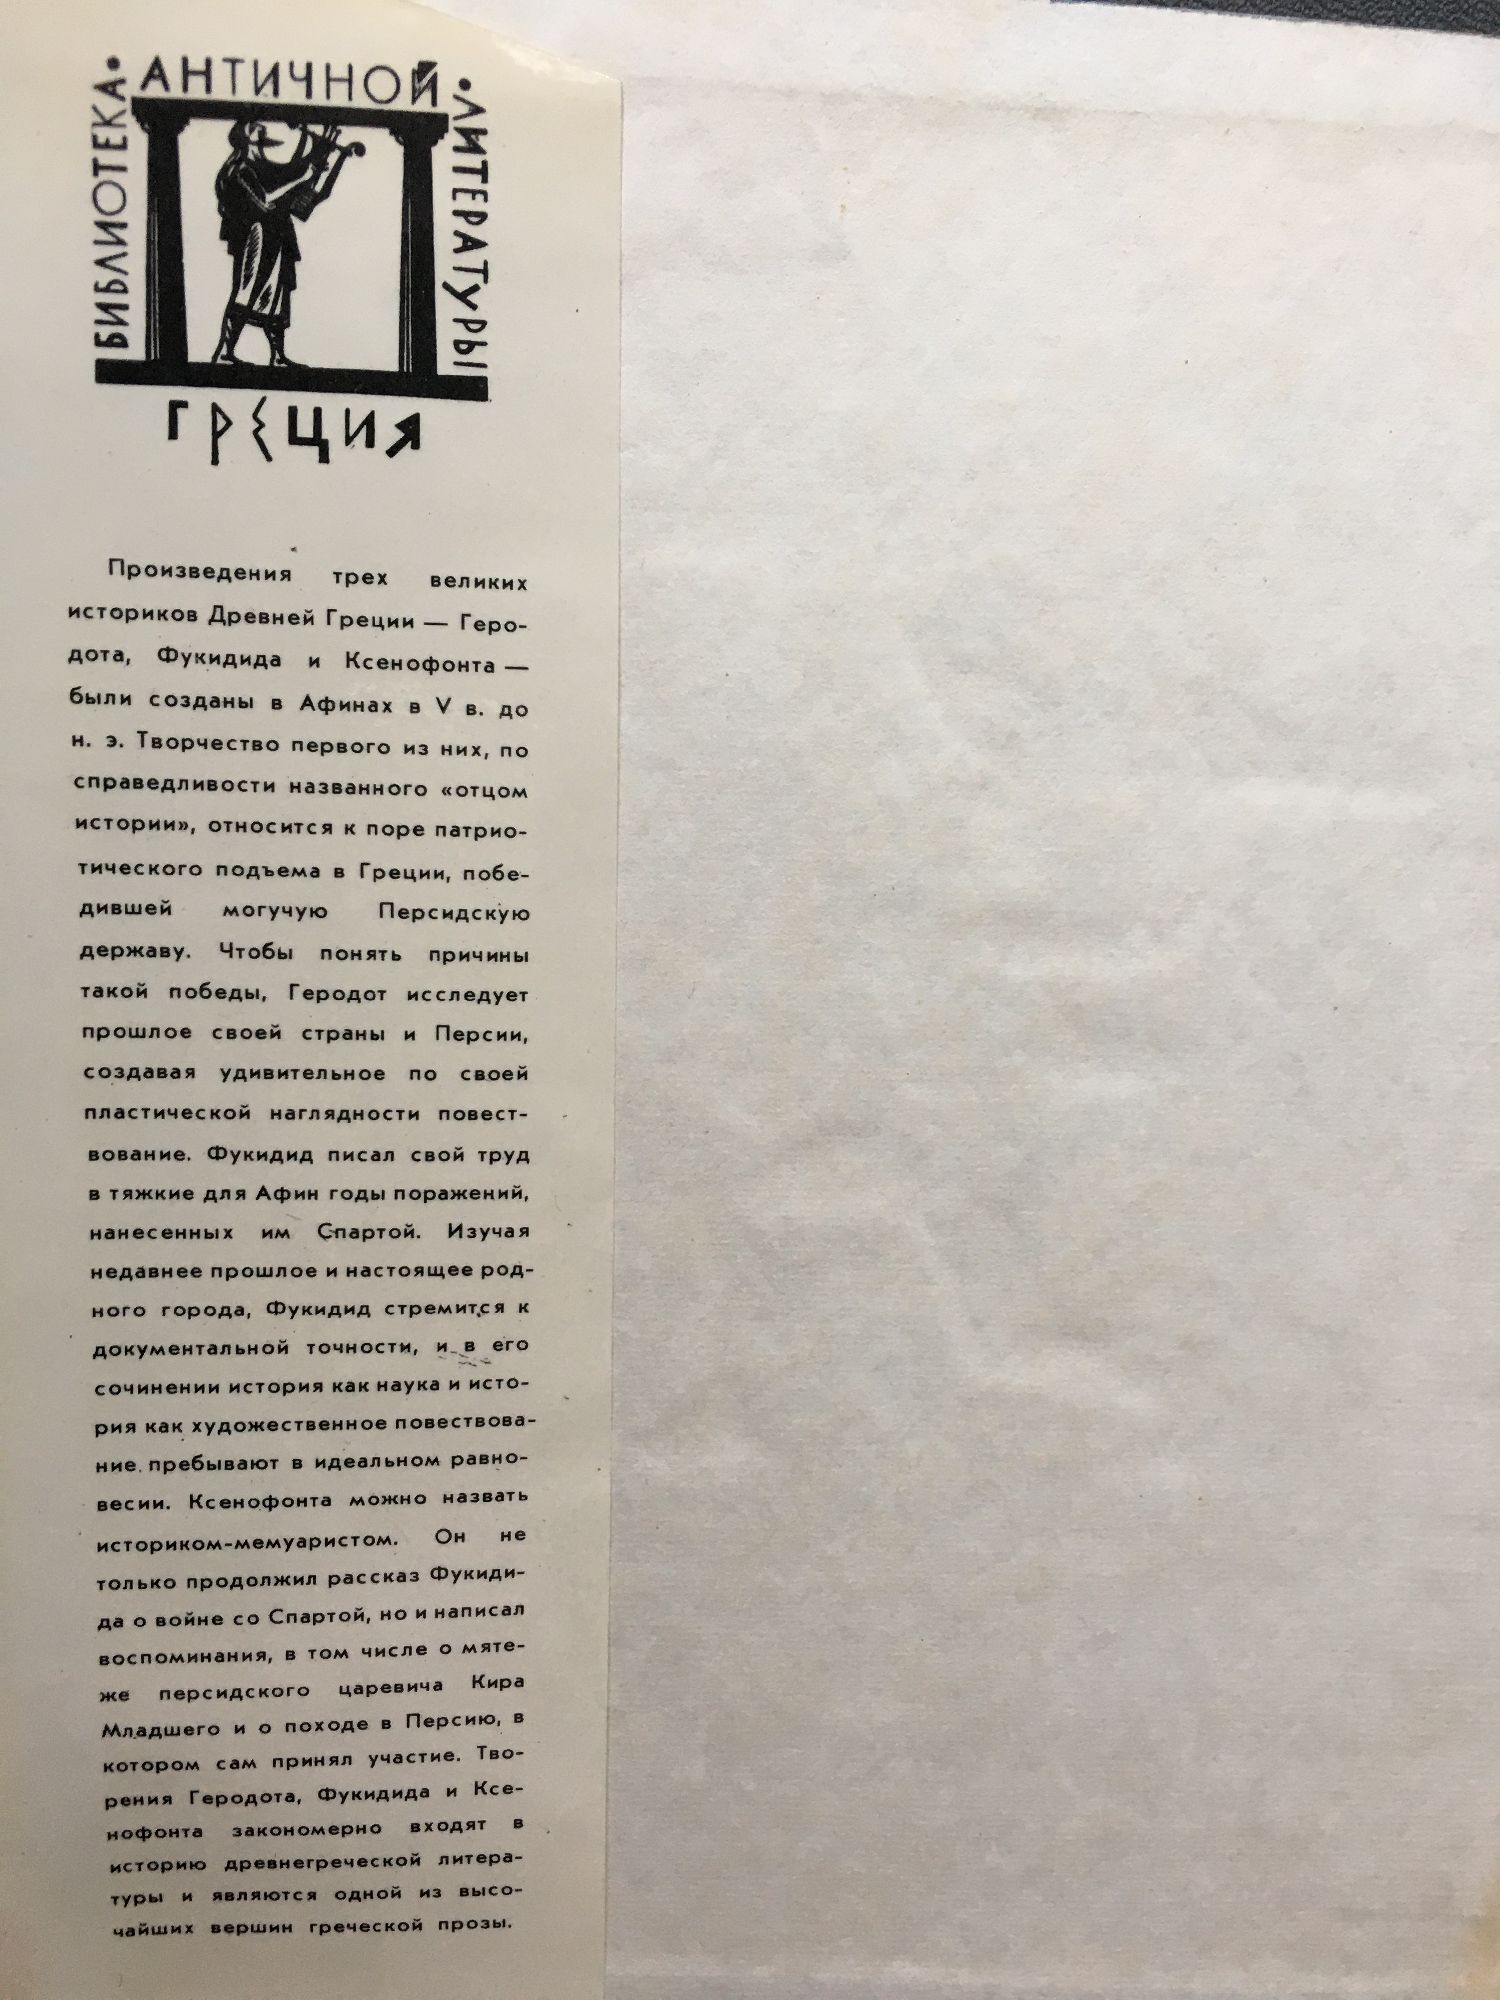 БИБЛИОТЕКА • АНТИЧНОЙ • ЛИТЕРАТУРЫ
ГРЕЦИЯ
Произведения трех великих
историков Древней Греции — Геро-
дота, Фукидида и Ксенофонта —
были созданы в Афинах в V в. до
н. э. Творчество первого из них, по
справедливости названного «отцом
истории», относится к поре патрио-
тического подъема в Греции, побе-
дившей могучую Персидскую
державу. Чтобы понять причины
такой победы, Геродот исследует
прошлое своей страны и Персии,
создавая удивительное по своей
пластической наглядности повест-
вование. Фукидид писал свой труд
в тяжкие для Афин годы поражений,
нанесенных им Спартой. Изучая
недавнее прошлое и настоящее род-
ного города, Фукидид стремится к
документальной точности, и в его
сочинении история как наука и исто-
рия как художественное повествова-
ние пребывают в идеальном равно-
весии. Ксенофонта можно назвать
историком-мемуаристом. Он не
только продолжил рассказ Фукиди-
да о войне со Спартой, но и написал
воспоминания, в том числе о мяте-
же персидского царевича Кира
Младшего и о походе в Персию, в
котором сам принял участие. Тво-
рения Геродота, Фукидида и Ксе-
нофонта закономерно входят в
историю древнегреческой литера-
туры и являются одной из высо-
чайших вершин греческой прозы.